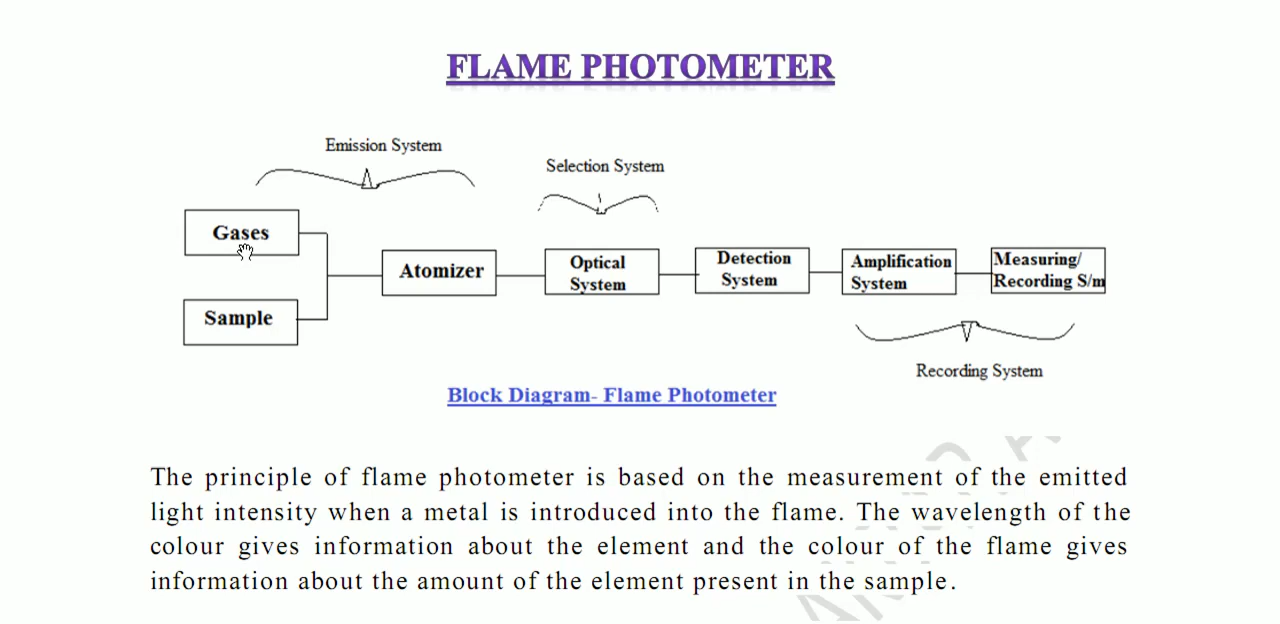 FLAME PHOTOMETER
Emission System
Selection System
Gases
Sample
Atomizer
Optical
System
Detection
System
Amplification
System
Measuring/
Recording S/m
Recording System
Block Diagram- Flame Photometer
The principle of flame photometer is based on the measurement of the emitted
light intensity when a metal is introduced into the flame. The wavelength of the
colour gives information about the element and the colour of the flame gives
information about the amount of the element present in the sample.